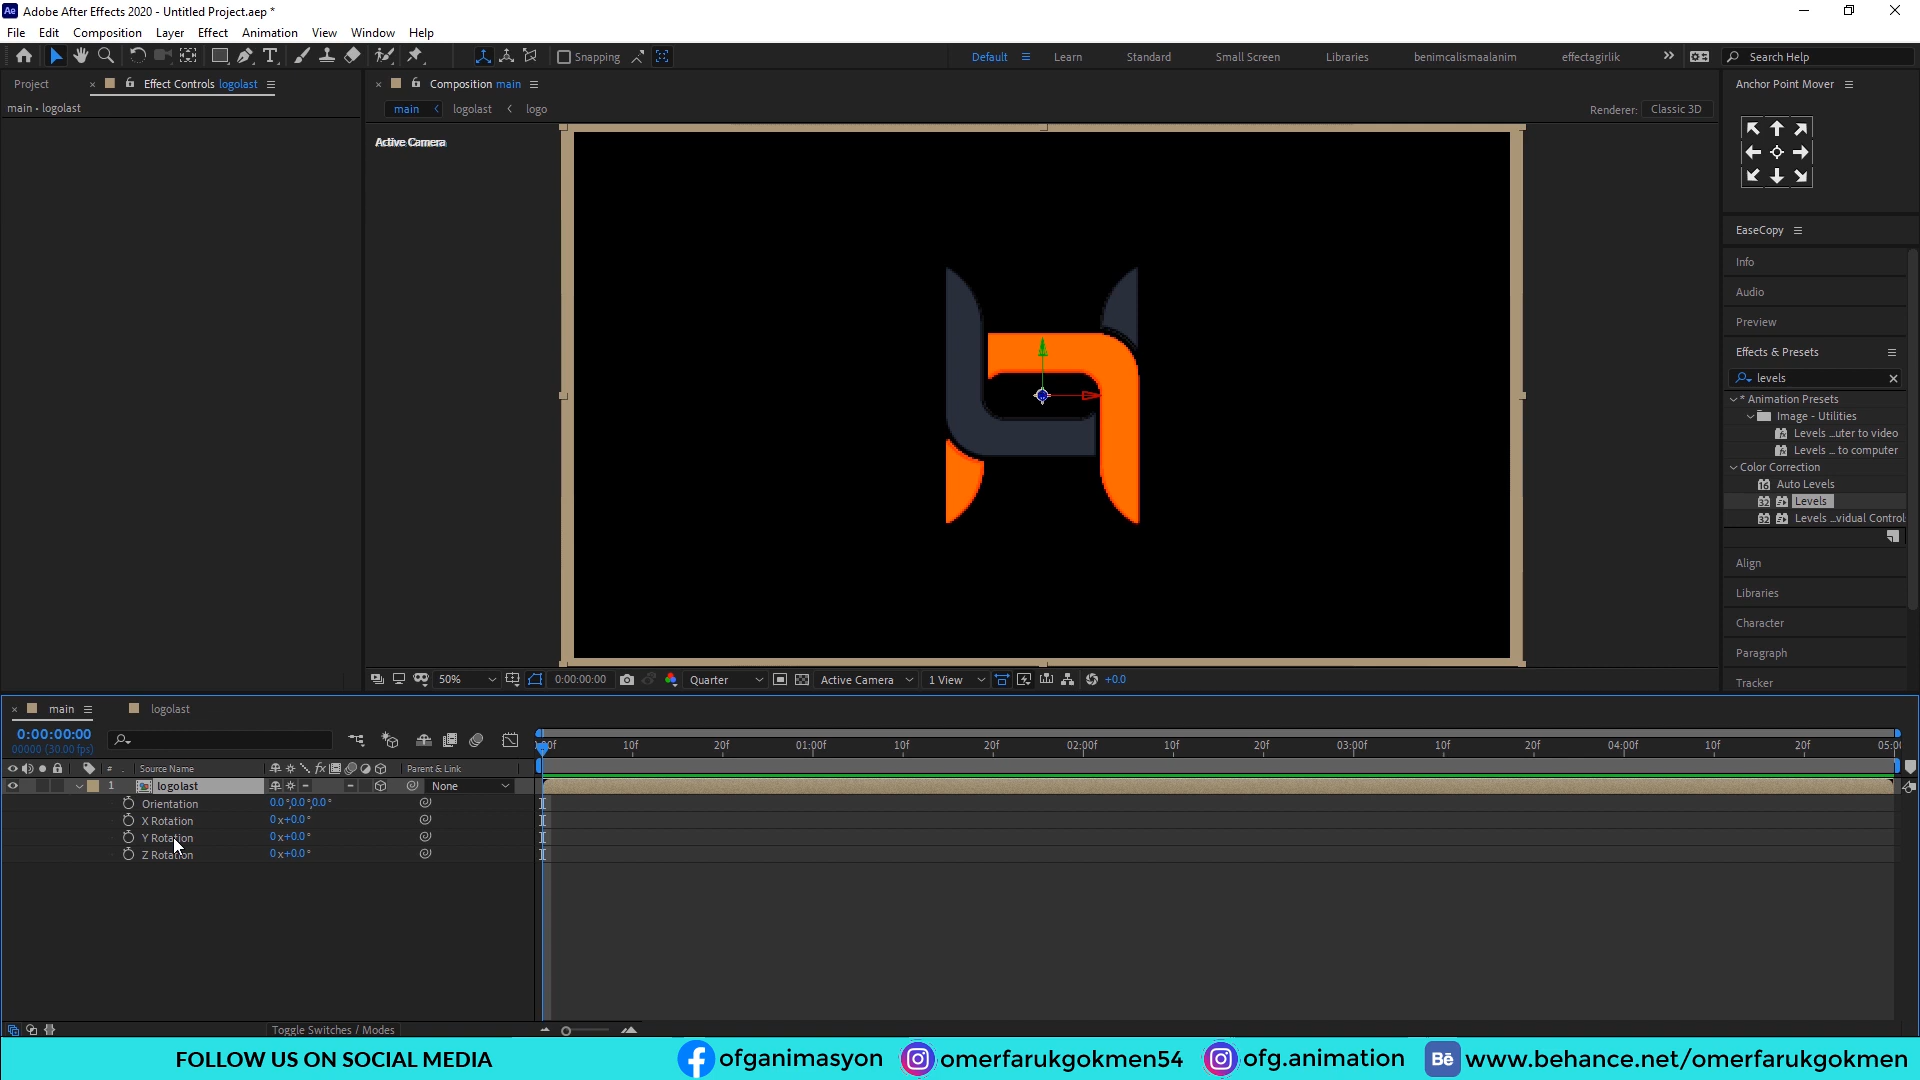 Adobe After Effects 2020 - Untitled Project.aep *
File Edit Composition Layer Effect Animation View Window Help
Snapping
Default Learn Standard Small Screen Libraries benimcalismaalanim effectagirlik
Search Help
Project Effect Controls logolast
main • logolast
Composition main
main logolast logo
Renderer: Classic 3D
Active Camera
Anchor Point Mover
EaseCopy
Info
Audio
Preview
Effects & Presets
levels
* Animation Presets
Image - Utilities
Levels ...uter to video
Levels ... to computer
Color Correction
Auto Levels
Levels
Levels ...vidual Control
Align
Libraries
Character
Paragraph
Tracker
50% 0:00:00:00 Quarter Active Camera 1 View +0.0
main logolast
0:00:00:00
00000 (30.00 fps)
:00f 10f 20f 01:00f 10f 20f 02:00f 10f 20f 03:00f 10f 20f 04:00f 10f 20f 05:0
# . Source Name fx Parent & Link
1 logolast None
Orientation 0.0°,0.0°,0.0°
X Rotation 0x+0.0°
Y Rotation 0x+0.0°
Z Rotation 0x+0.0°
Toggle Switches / Modes
FOLLOW US ON SOCIAL MEDIA ofganimasyon omerfarukgokmen54 ofg.animation Bē www.behance.net/omerfarukgokmen